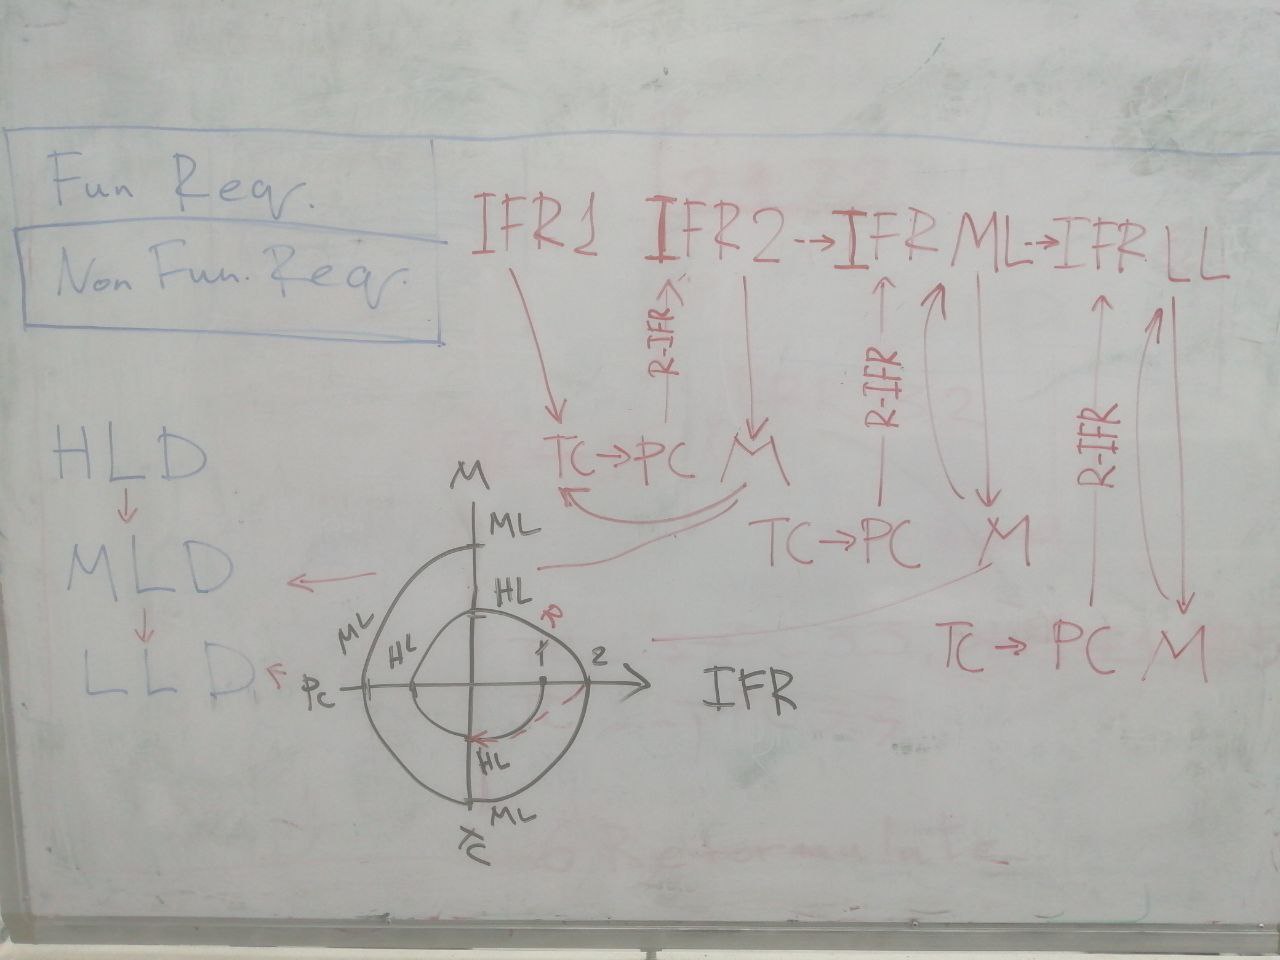 Fun Req.
Non Fun. Req.
IFR1 IFR2 IFR ML IFR LL
R-IFR
R-IFR
R-IFR
TC PC M
TC PC M
TC PC M
HLD
MLD
LLD
M
ML
HL
ML
HL
R
1
2
PC
IFR
HL
ML
TC
Reformulate